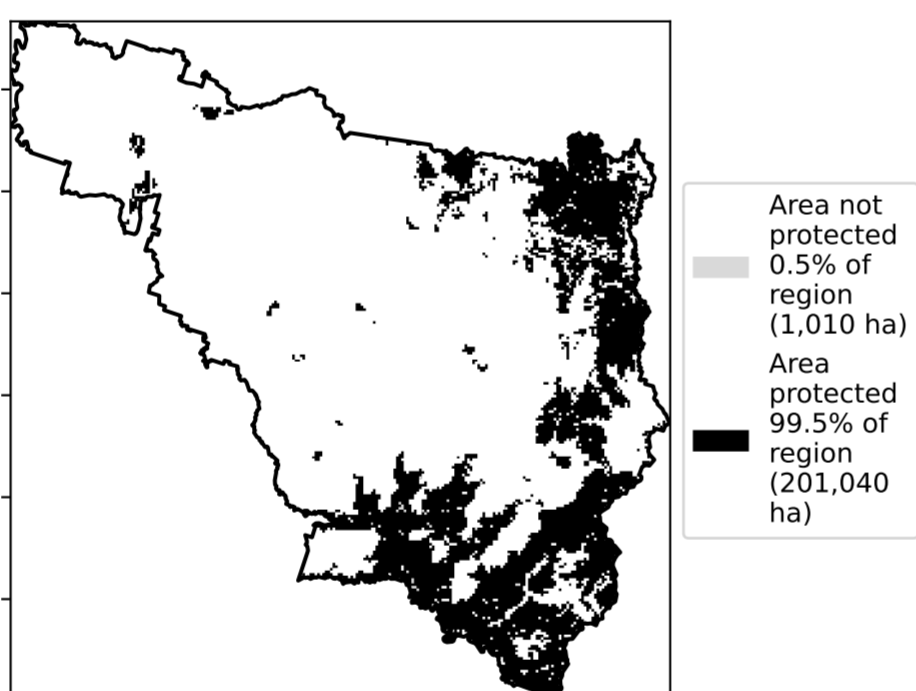 Area not
protected
0.5% of
region
(1,010 ha)
Area
protected
99.5% of
region
(201,040
ha)